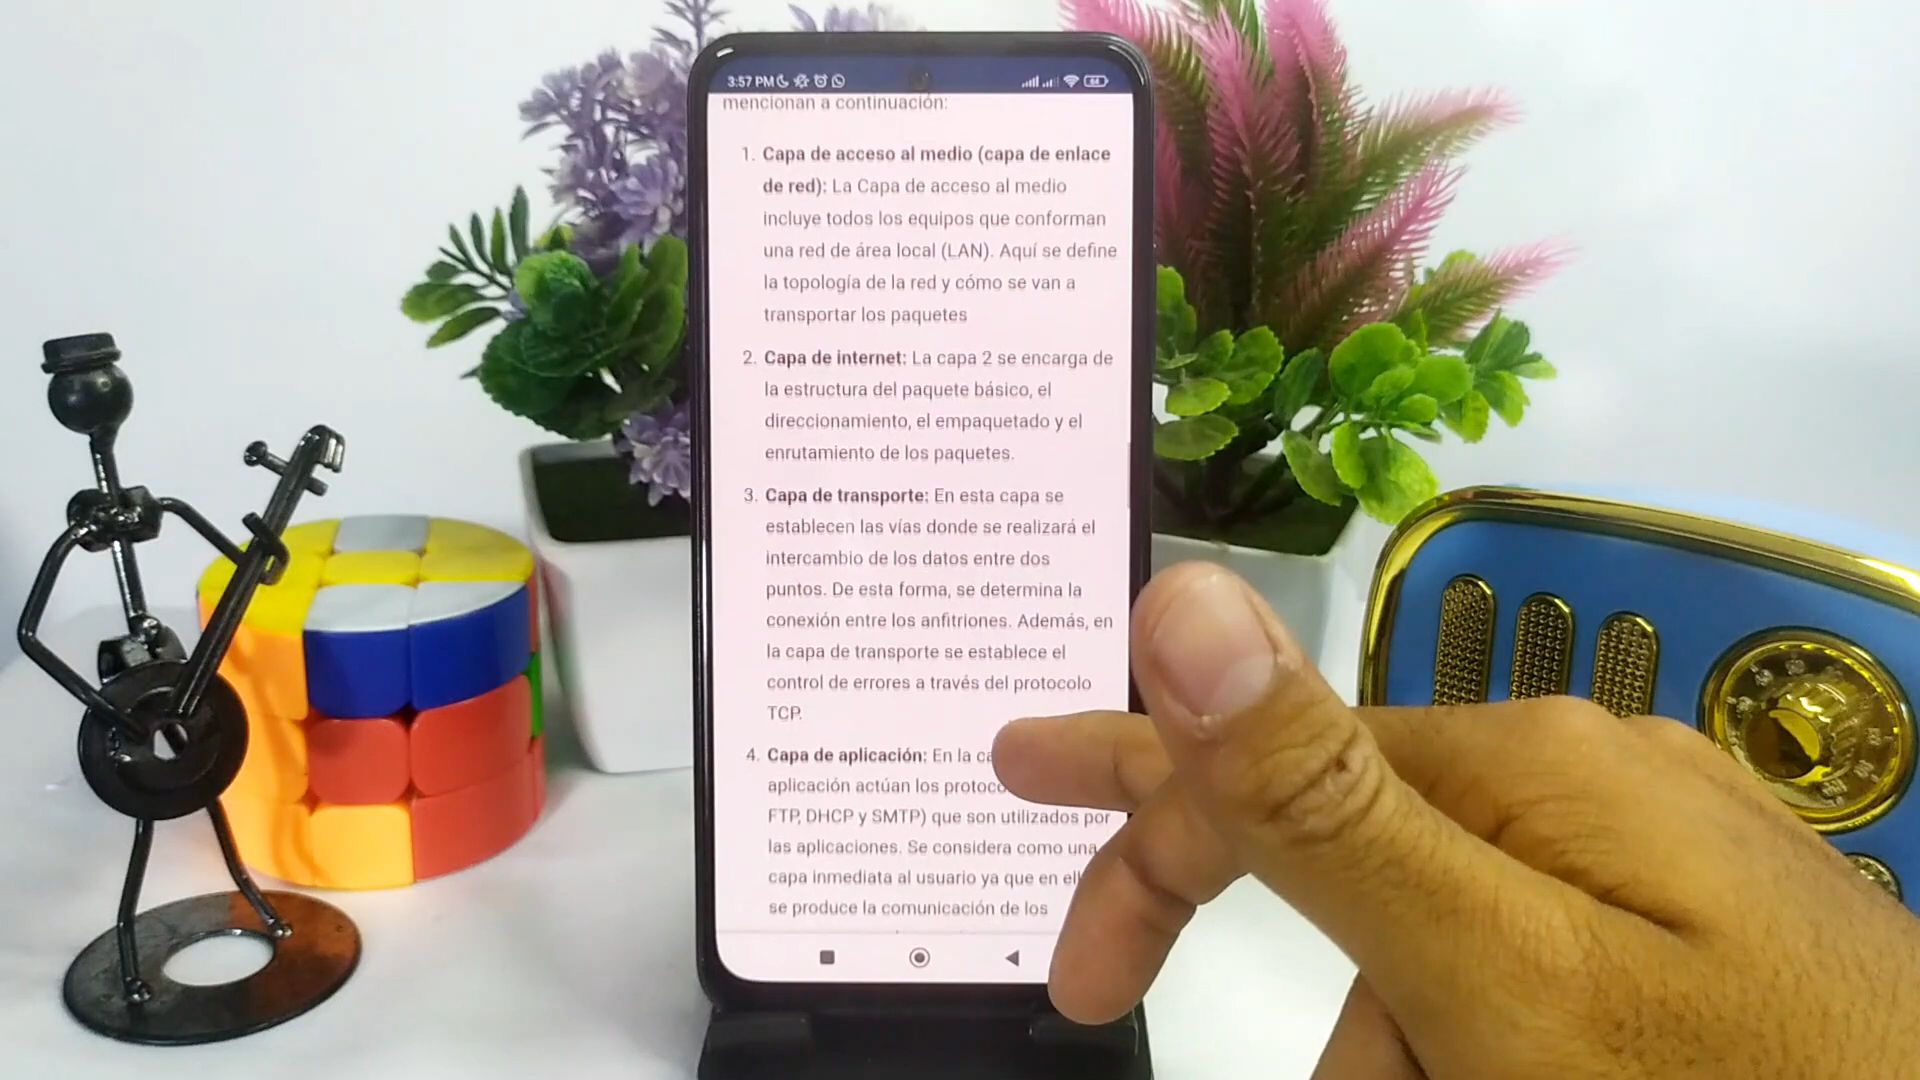 3:57 PM
64
mencionan a continuación:
1. Capa de acceso al medio (capa de enlace
de red): La Capa de acceso al medio
incluye todos los equipos que conforman
una red de área local (LAN). Aquí se define
la topología de la red y cómo se van a
transportar los paquetes
2. Capa de internet: La capa 2 se encarga de
la estructura del paquete básico, el
direccionamiento, el empaquetado y el
enrutamiento de los paquetes.
3. Capa de transporte: En esta capa se
establecen las vías donde se realizará el
intercambio de los datos entre dos
puntos. De esta forma, se determina la
conexión entre los anfitriones. Además, en
la capa de transporte se establece el
control de errores a través del protocolo
TCP.
4. Capa de aplicación: En la
aplicación actúan los
FTP, DHCP y SMTP) que son utilizados por
las aplicaciones. Se considera como una
capa inmediata al usuario ya que en
se produce la comunicación de los